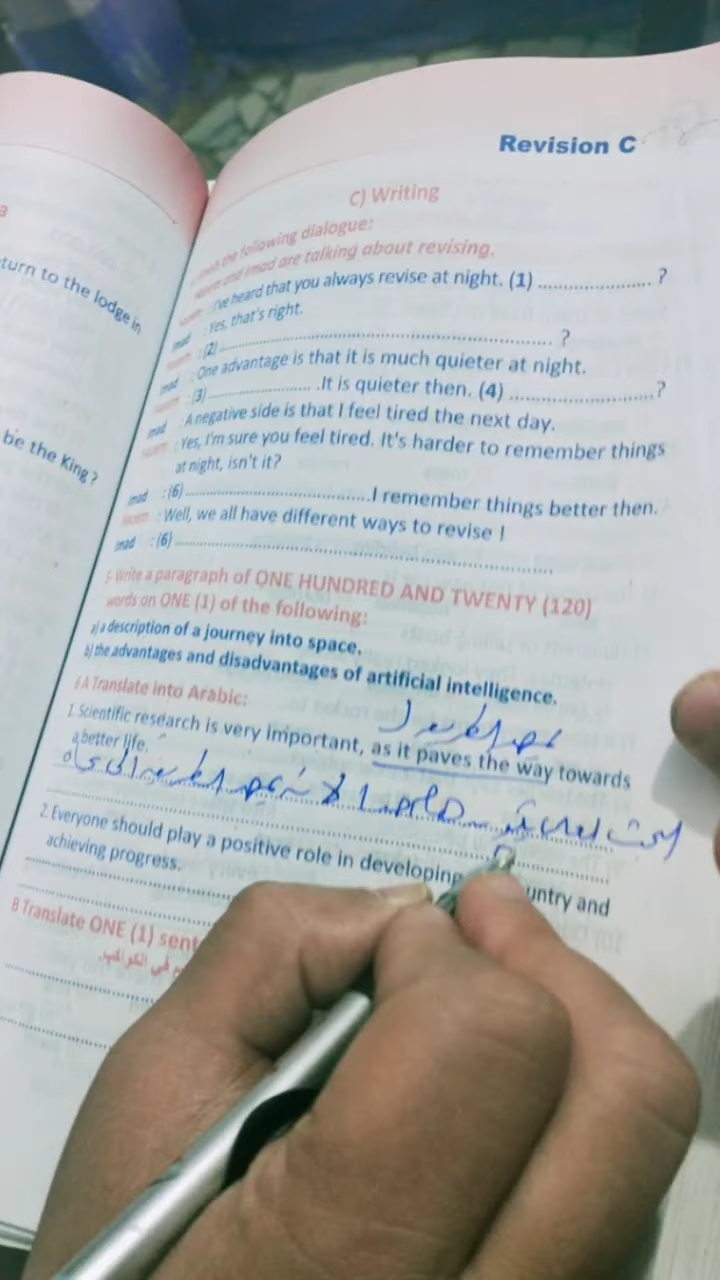 Revision C
C) Writing
the following dialogue:
and Imad are talking about revising.
turn to the lodge in
: I've heard that you always revise at night. (1) .................... ?
: Yes, that's right.
:(2) ............................................................ ?
: One advantage is that it is much quieter at night.
:(3) .................... .It is quieter then. (4) .................... ?
: A negative side is that I feel tired the next day.
be the King?
: Yes, I'm sure you feel tired. It's harder to remember things
at night, isn't it?
:(6) .................... .I remember things better then.
: Well, we all have different ways to revise !
:(6) ............................................................
5- Write a paragraph of ONE HUNDRED AND TWENTY (120)
words on ONE (1) of the following:
a) a description of a journey into space.
b) the advantages and disadvantages of artificial intelligence.
6 A Translate into Arabic:
1. Scientific research is very important, as it paves the way towards
a better life.
2. Everyone should play a positive role in developing untry and
achieving progress.
B Translate ONE (1) sent
في الكواكب.